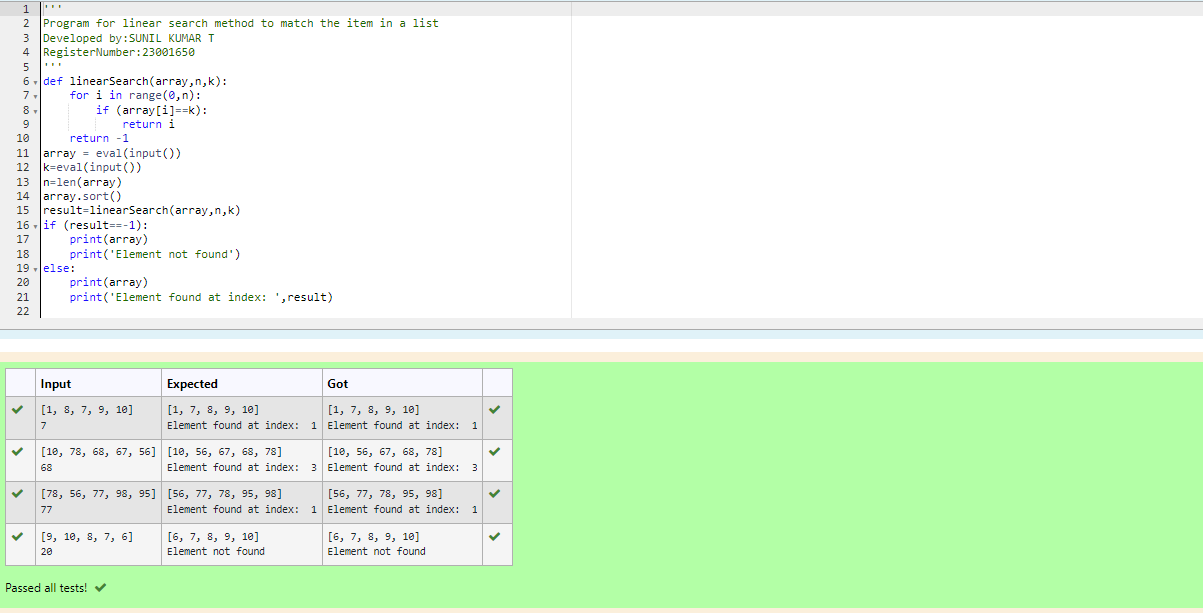 1 '''
2 Program for linear search method to match the item in a list
3 Developed by:SUNIL KUMAR T
4 RegisterNumber:23001650
5 '''
6 def linearSearch(array,n,k):
7     for i in range(0,n):
8         if (array[i]==k):
9             return i
10     return -1
11 array = eval(input())
12 k=eval(input())
13 n=len(array)
14 array.sort()
15 result=linearSearch(array,n,k)
16 if (result==-1):
17     print(array)
18     print('Element not found')
19 else:
20     print(array)
21     print('Element found at index: ',result)
22
Input Expected Got
[1, 8, 7, 9, 10] [1, 7, 8, 9, 10] [1, 7, 8, 9, 10]
7 Element found at index:  1 Element found at index:  1
[10, 78, 68, 67, 56] [10, 56, 67, 68, 78] [10, 56, 67, 68, 78]
68 Element found at index:  3 Element found at index:  3
[78, 56, 77, 98, 95] [56, 77, 78, 95, 98] [56, 77, 78, 95, 98]
77 Element found at index:  1 Element found at index:  1
[9, 10, 8, 7, 6] [6, 7, 8, 9, 10] [6, 7, 8, 9, 10]
20 Element not found Element not found
Passed all tests!